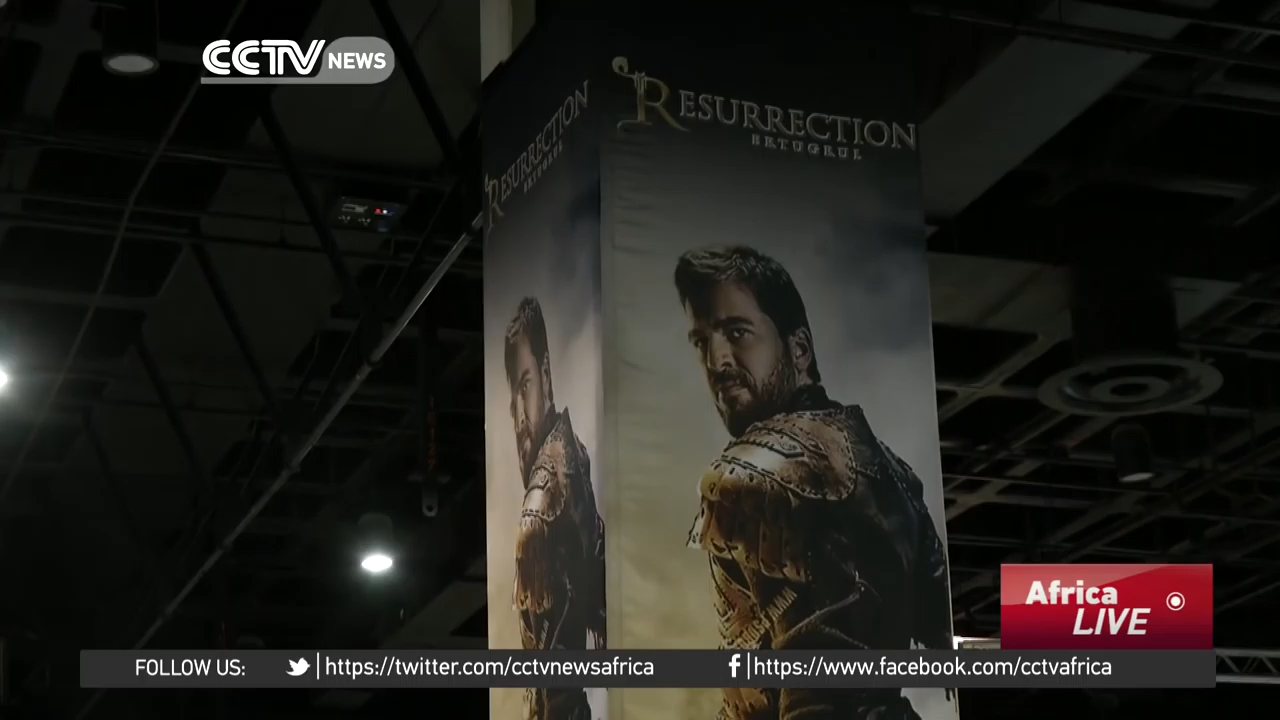 CCTV NEWS
RESURRECTION
ERTUGRUL
RESURRECTION
ERTUGRUL
Africa
LIVE
FOLLOW US: https://twitter.com/cctvnewsafrica https://www.facebook.com/cctvafrica